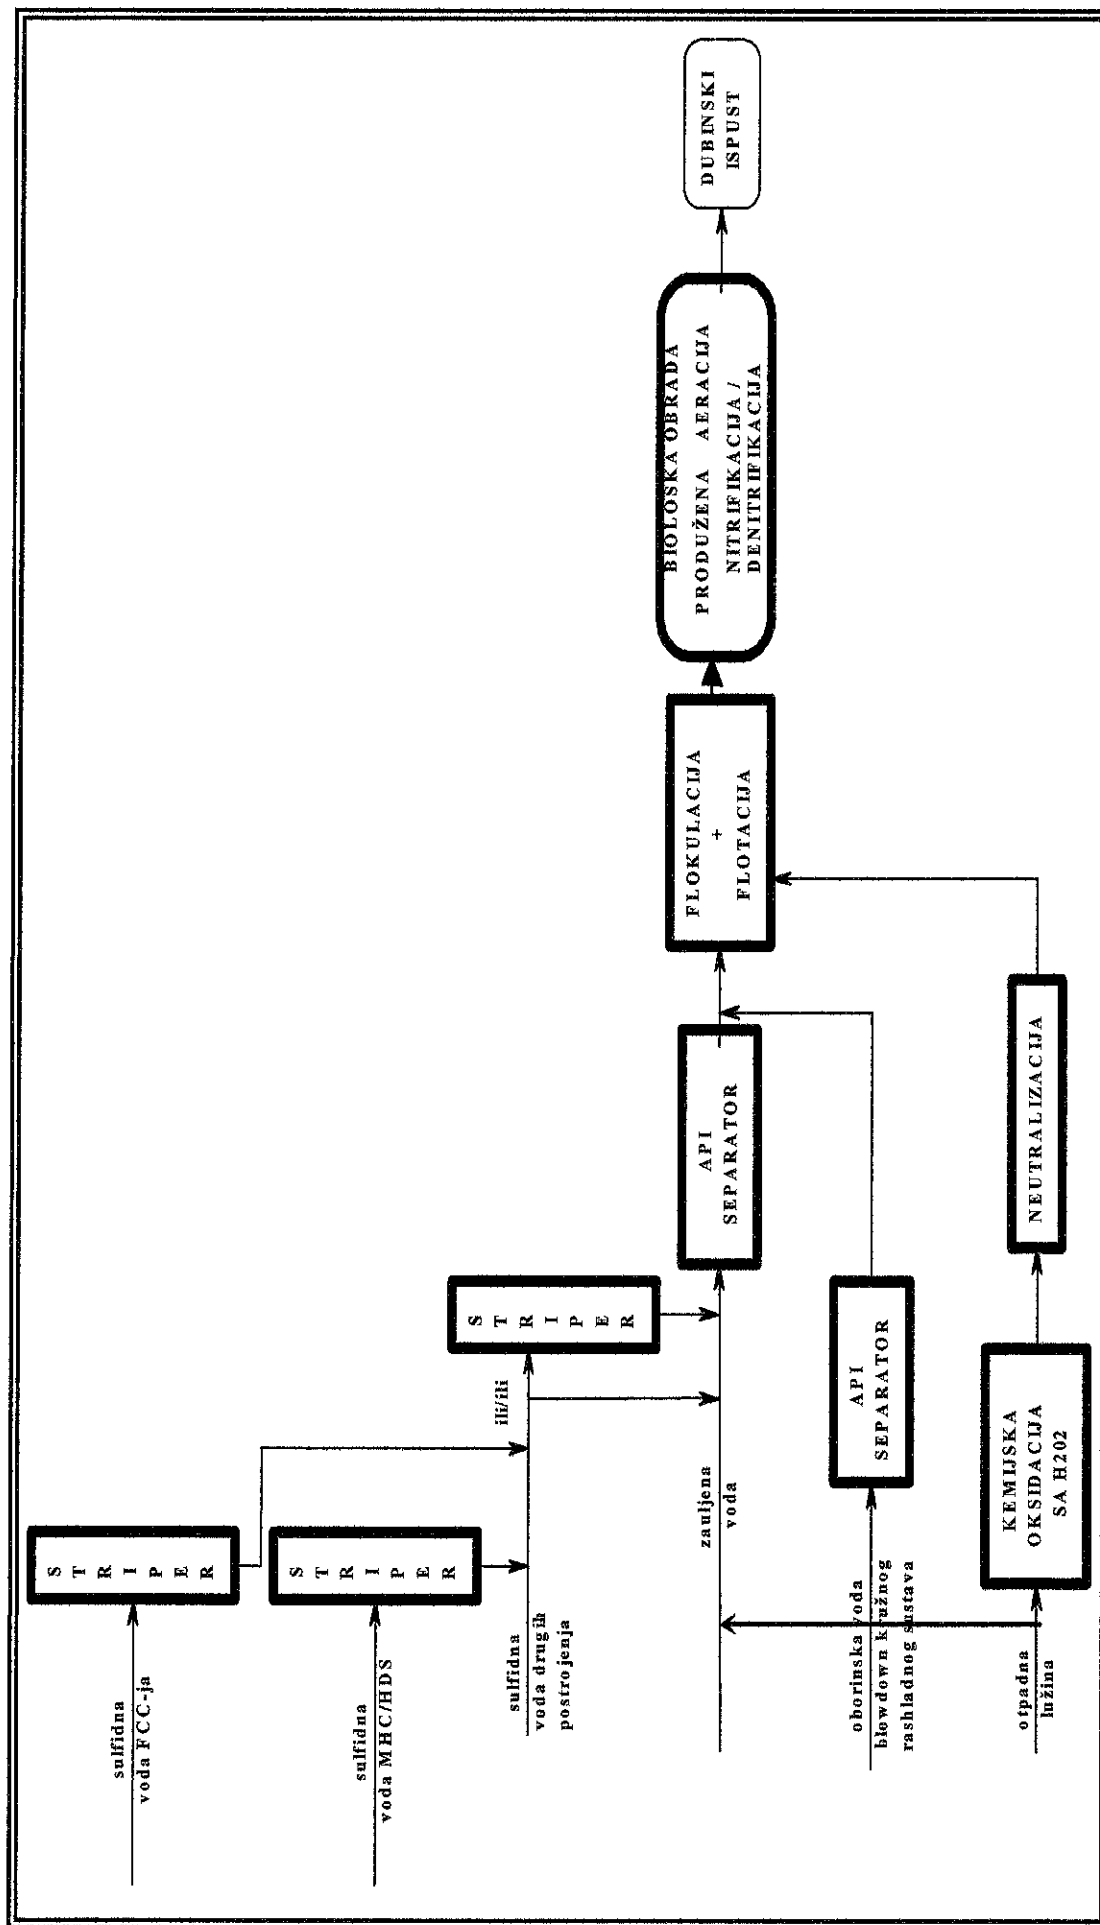 sulfidna
voda FCC-ja
S T R I P E R
sulfidna
voda MHC/HDS
S T R I P E R
sulfidna
voda drugih
postrojenja
ili/ili
S T R I P E R
zauljena
voda
API
SEPARATOR
FLOKULACIJA
+
FLOTACIJA
BIOLOSKA OBRADA
PRODUŽENA AERACIJA
NITRIFIKACIJA /
DENITRIFIKACIJA
DUBINSKI
ISPUST
oborinska voda
blowdown kružnog
rashladnog sustava
API
SEPARATOR
otpadna
lužina
KEMIJSKA
OKSIDACIJA
SA H202
NEUTRALIZACIJA